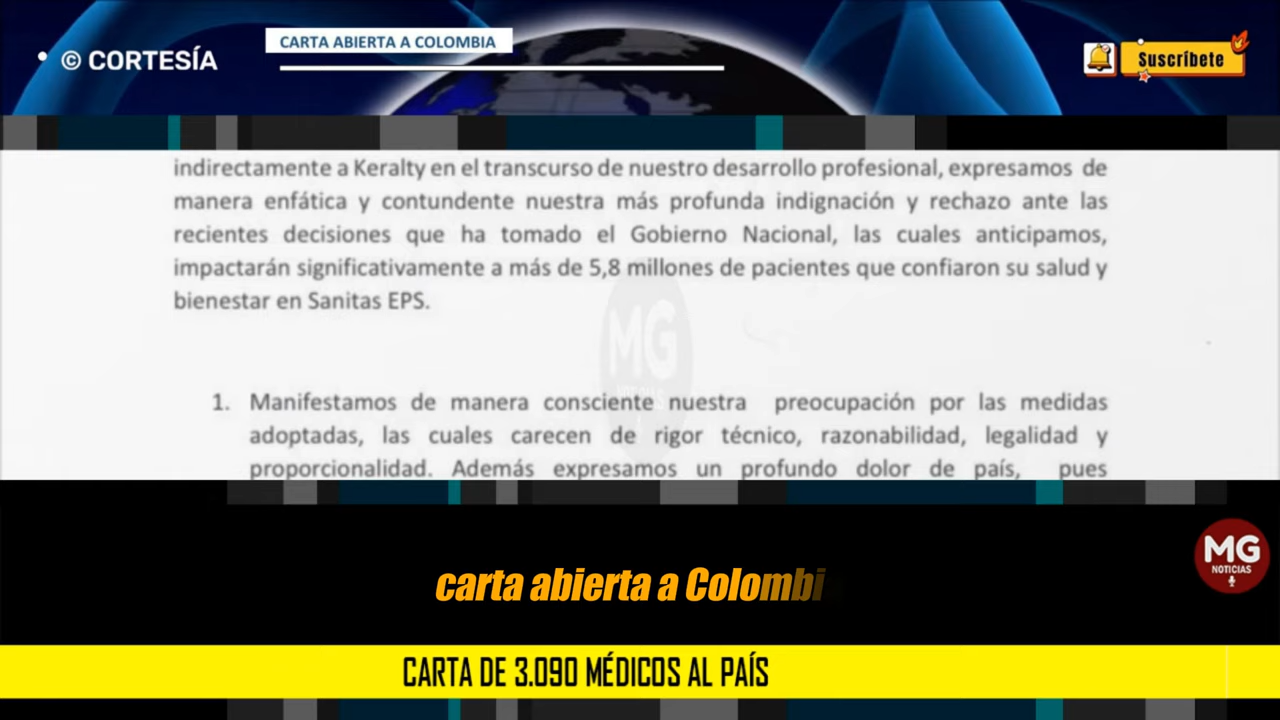 © CORTESÍA
CARTA ABIERTA A COLOMBIA
Suscríbete
indirectamente a Keralty en el transcurso de nuestro desarrollo profesional, expresamos de
manera enfática y contundente nuestra más profunda indignación y rechazo ante las
recientes decisiones que ha tomado el Gobierno Nacional, las cuales anticipamos,
impactarán significativamente a más de 5,8 millones de pacientes que confiaron su salud y
bienestar en Sanitas EPS.
MG
NOTICIAS
1. Manifestamos de manera consciente nuestra preocupación por las medidas
adoptadas, las cuales carecen de rigor técnico, razonabilidad, legalidad y
proporcionalidad. Además expresamos un profundo dolor de país, pues
MG
NOTICIAS
carta abierta a Colombi
CARTA DE 3.090 MÉDICOS AL PAÍS